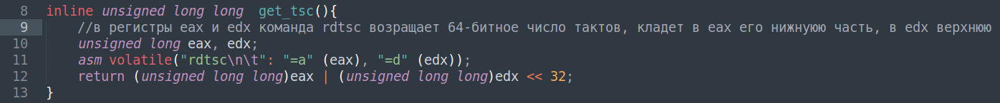 8 inline unsigned long long  get_tsc(){
9     //в регистры eax и edx команда rdtsc возращает 64-битное число тактов, кладет в eax его нижнуюю часть, в edx верхнюю
10     unsigned long eax, edx;
11     asm volatile("rdtsc\n\t": "=a" (eax), "=d" (edx));
12     return (unsigned long long)eax | (unsigned long long)edx << 32;
13 }